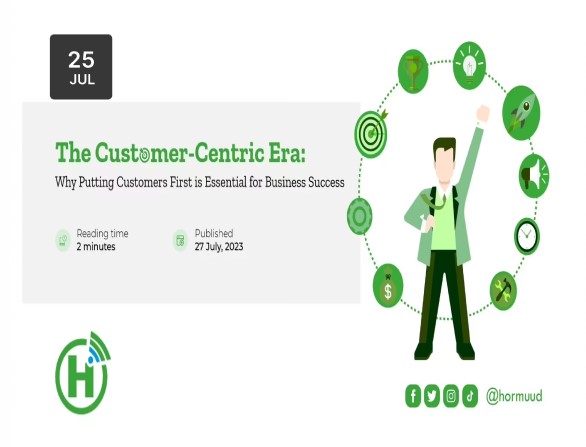 25
JUL
The Customer-Centric Era:
Why Putting Customers First is Essential for Business Success
Reading time
2 minutes
Published
27 July, 2023
$
H
@hormuud